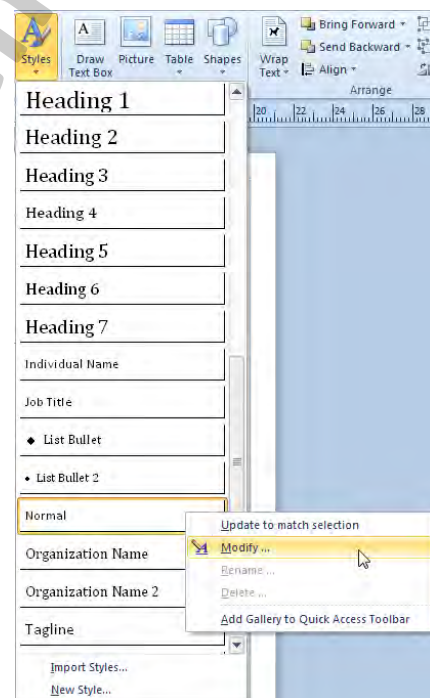 Styles
A
Draw Text Box
Picture
Table
Shapes
Wrap Text
Bring Forward
Send Backward
Align
Arrange
20 22 24 26 28
Heading 1
Heading 2
Heading 3
Heading 4
Heading 5
Heading 6
Heading 7
Individual Name
Job Title
◆ List Bullet
• List Bullet 2
Normal
Update to match selection
Modify ...
Rename ...
Delete ...
Add Gallery to Quick Access Toolbar
Organization Name
Organization Name 2
Tagline
Import Styles...
New Style...